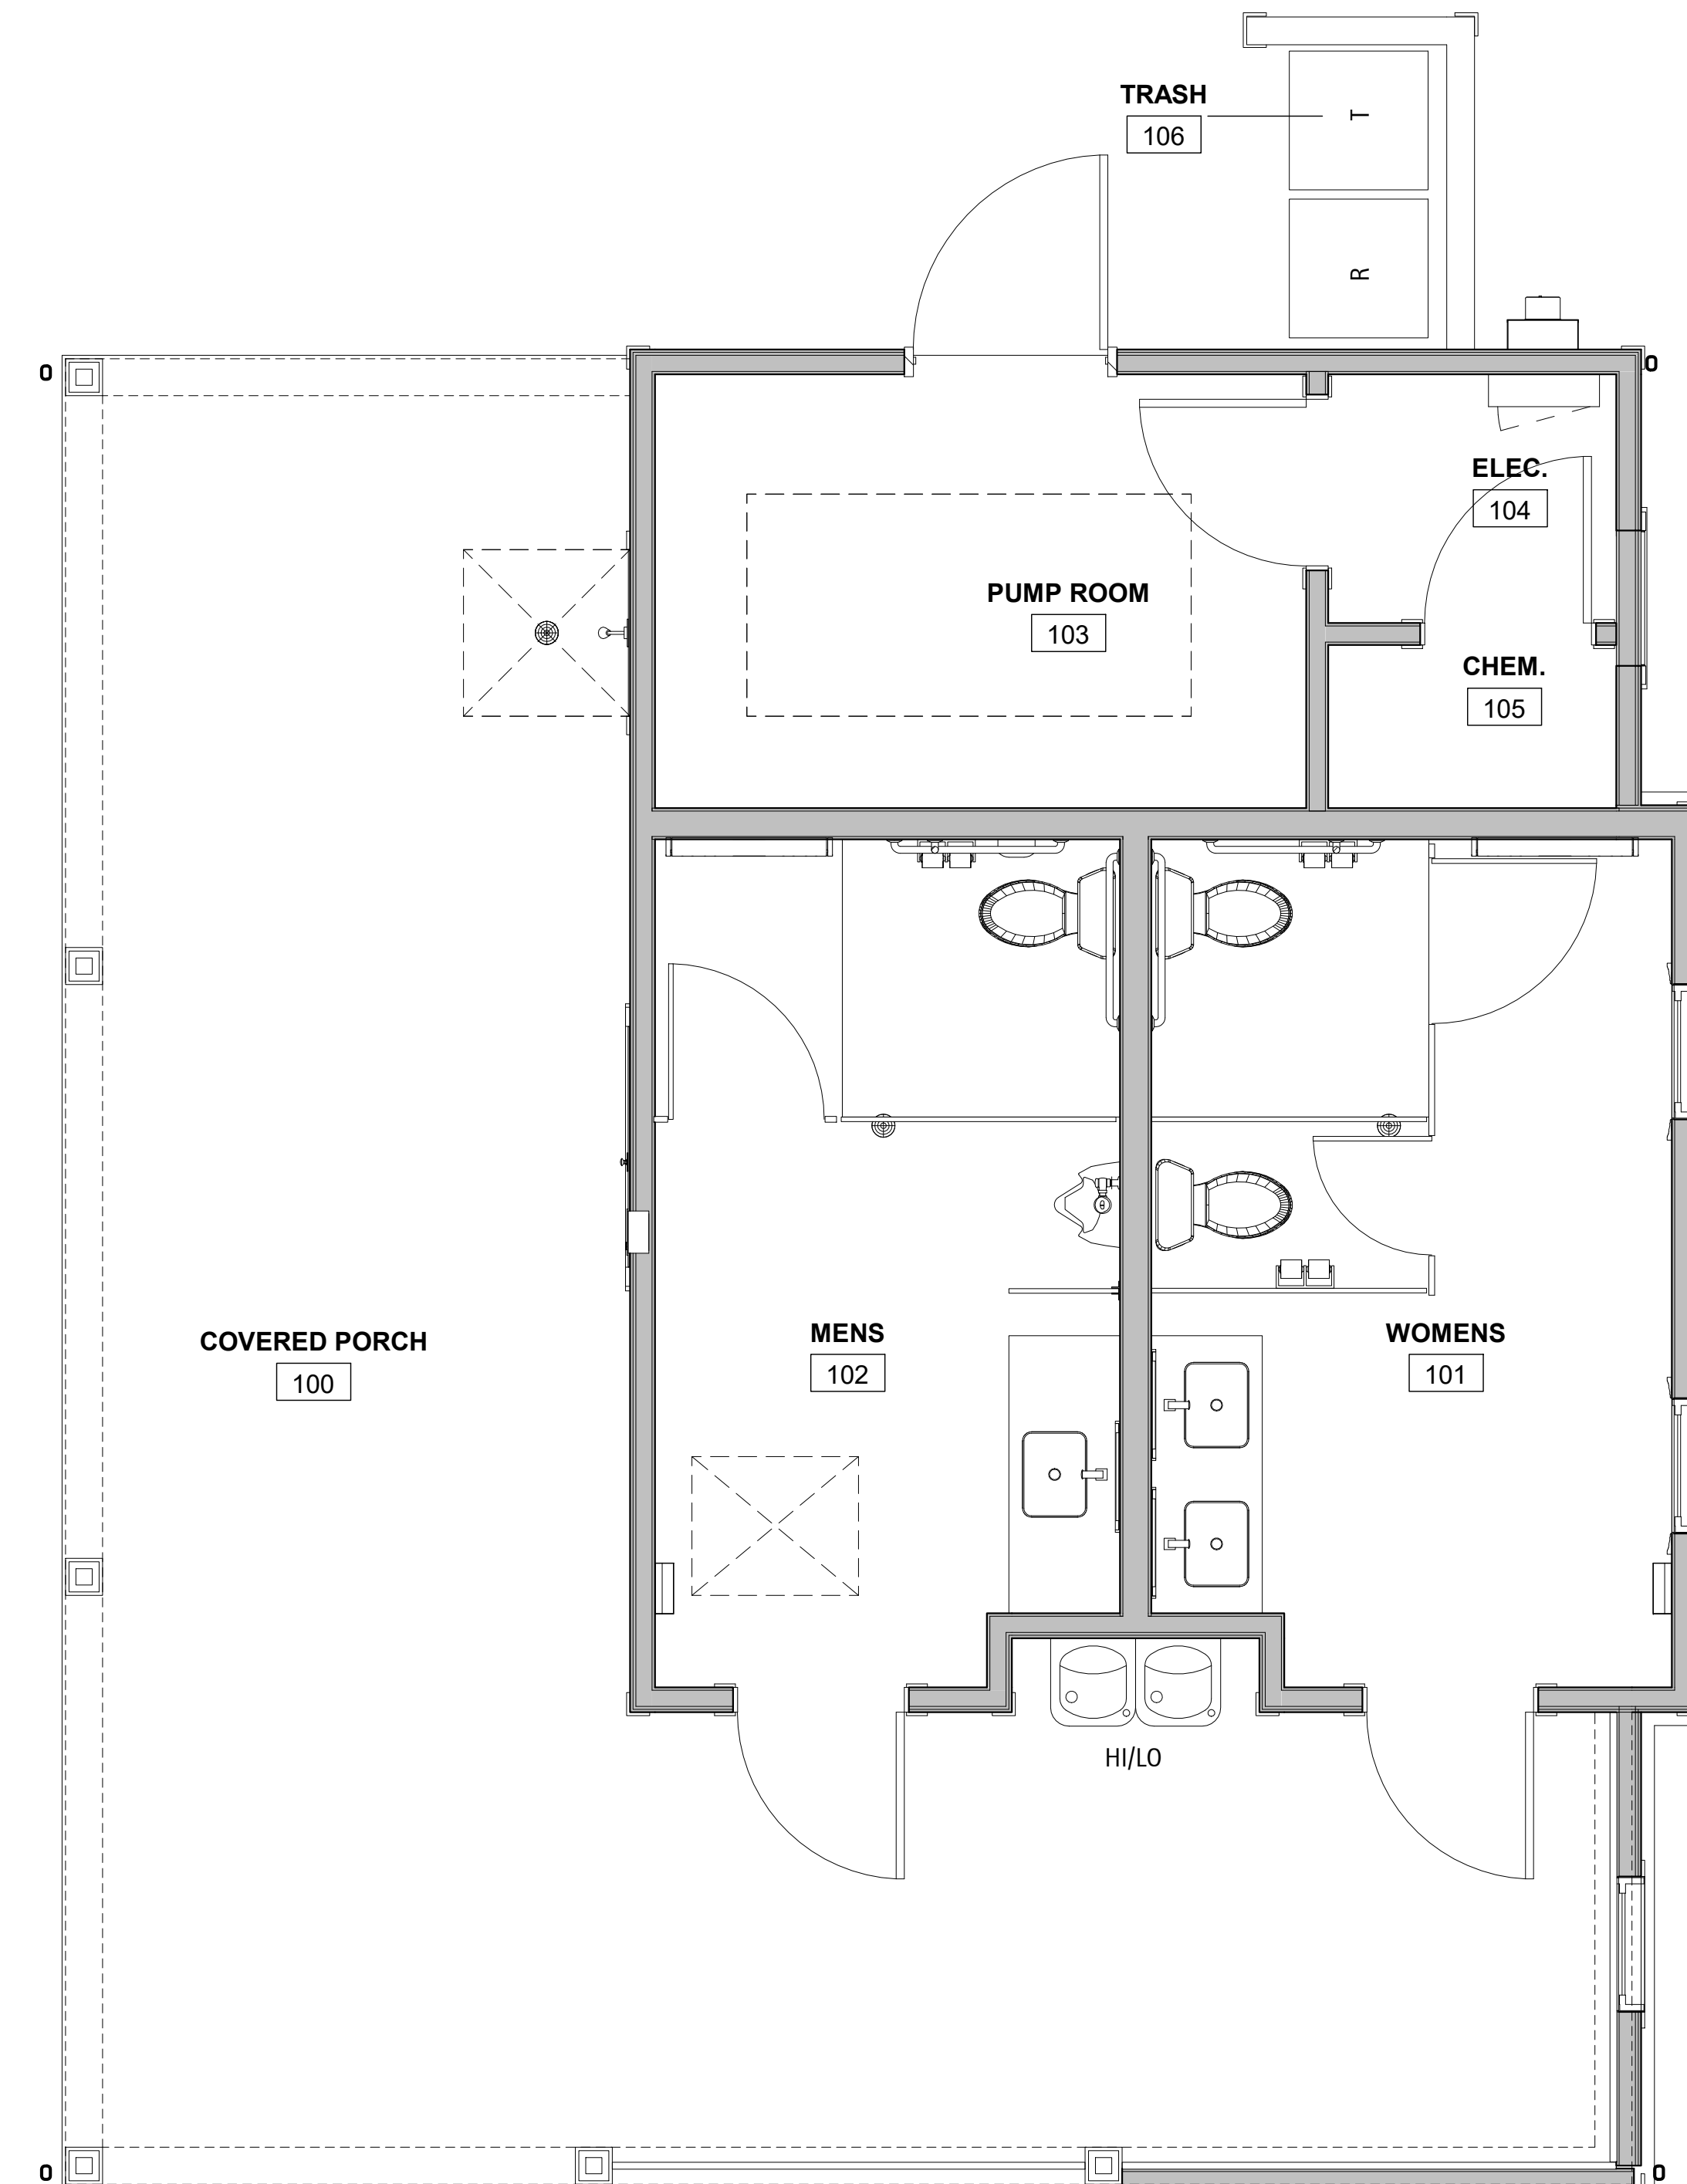 TRASH
106
T
R
0
0
ELEC.
104
PUMP ROOM
103
CHEM.
105
COVERED PORCH
100
MENS
102
WOMENS
101
HI/LO
0
0